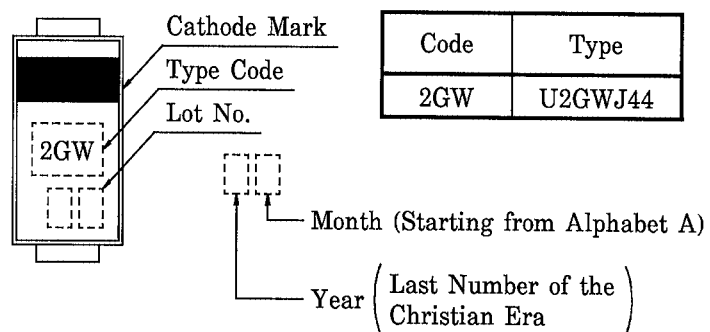 Cathode Mark
Type Code
Lot No.
2GW
Code Type
2GW U2GWJ44
Month (Starting from Alphabet A)
Year (Last Number of the
Christian Era)